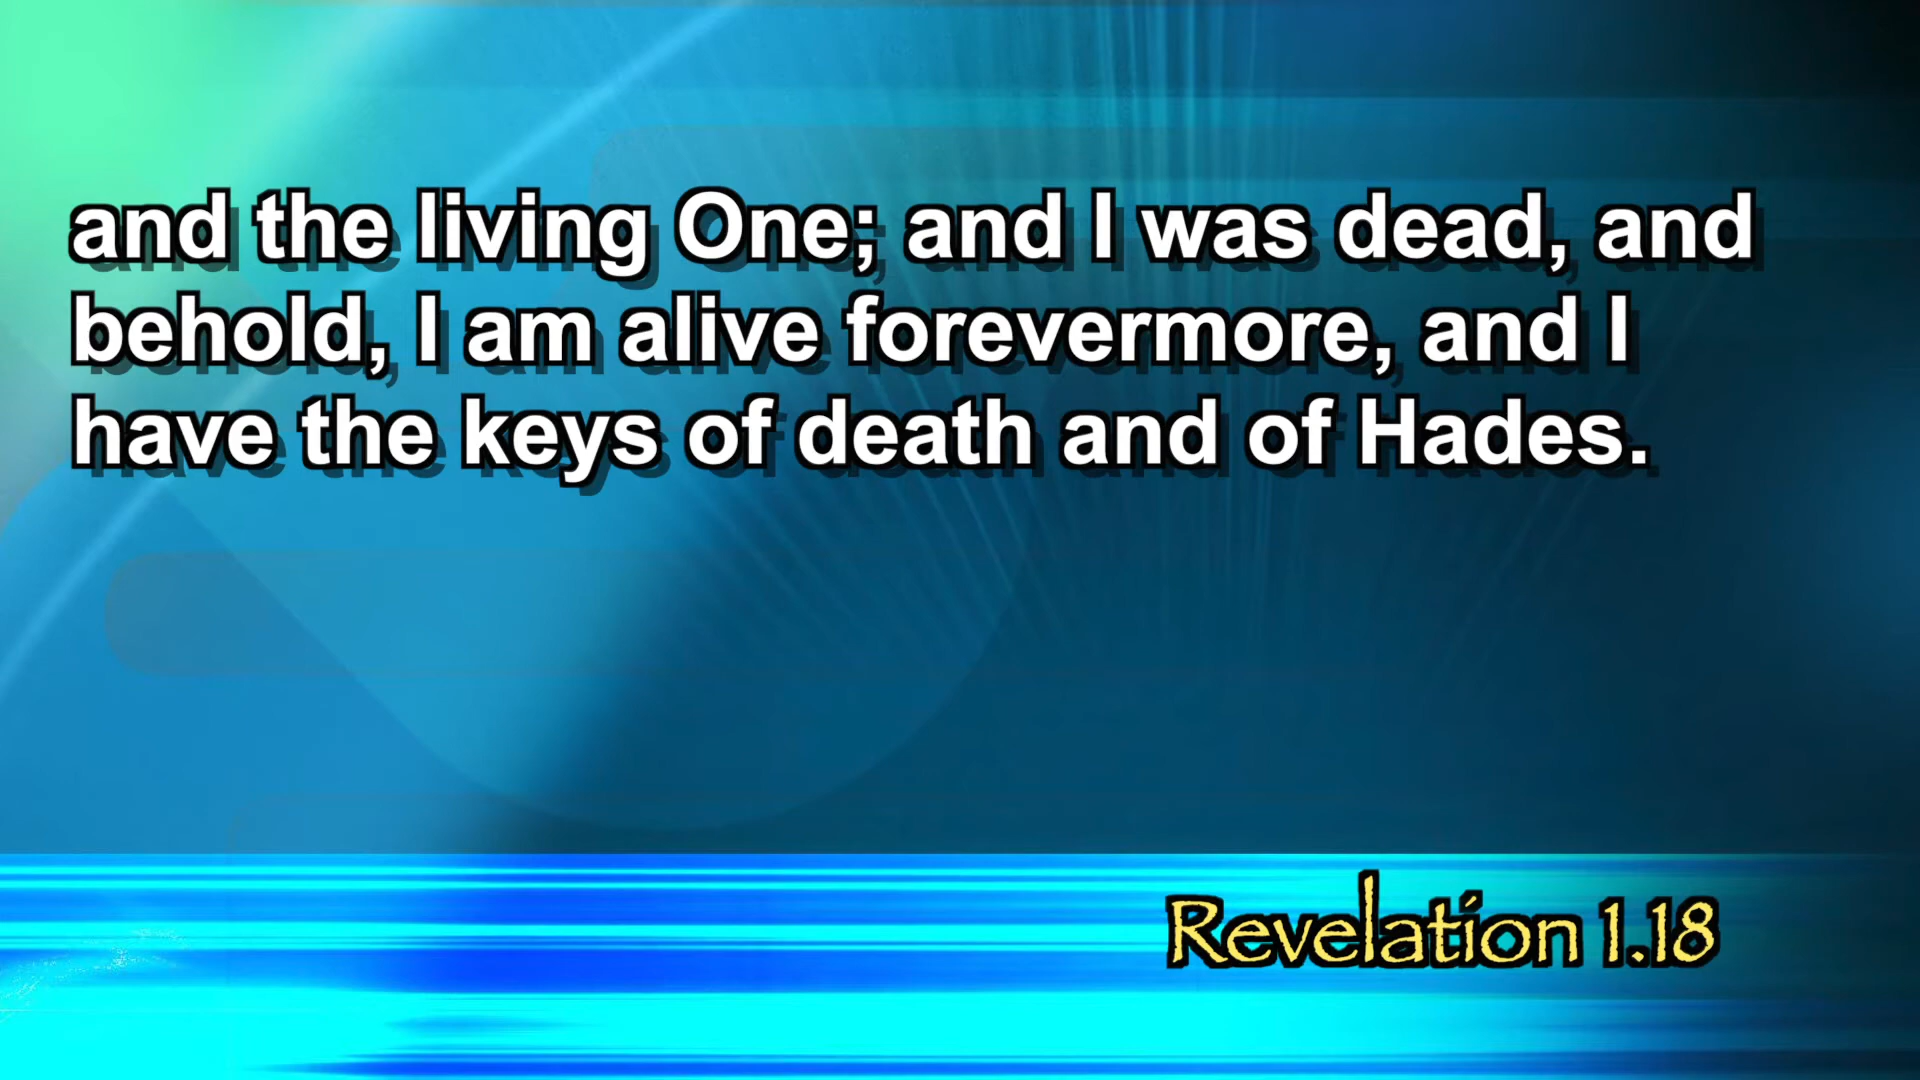 and the living One; and I was dead, and
behold, I am alive forevermore, and I
have the keys of death and of Hades.
Revelation 1.18